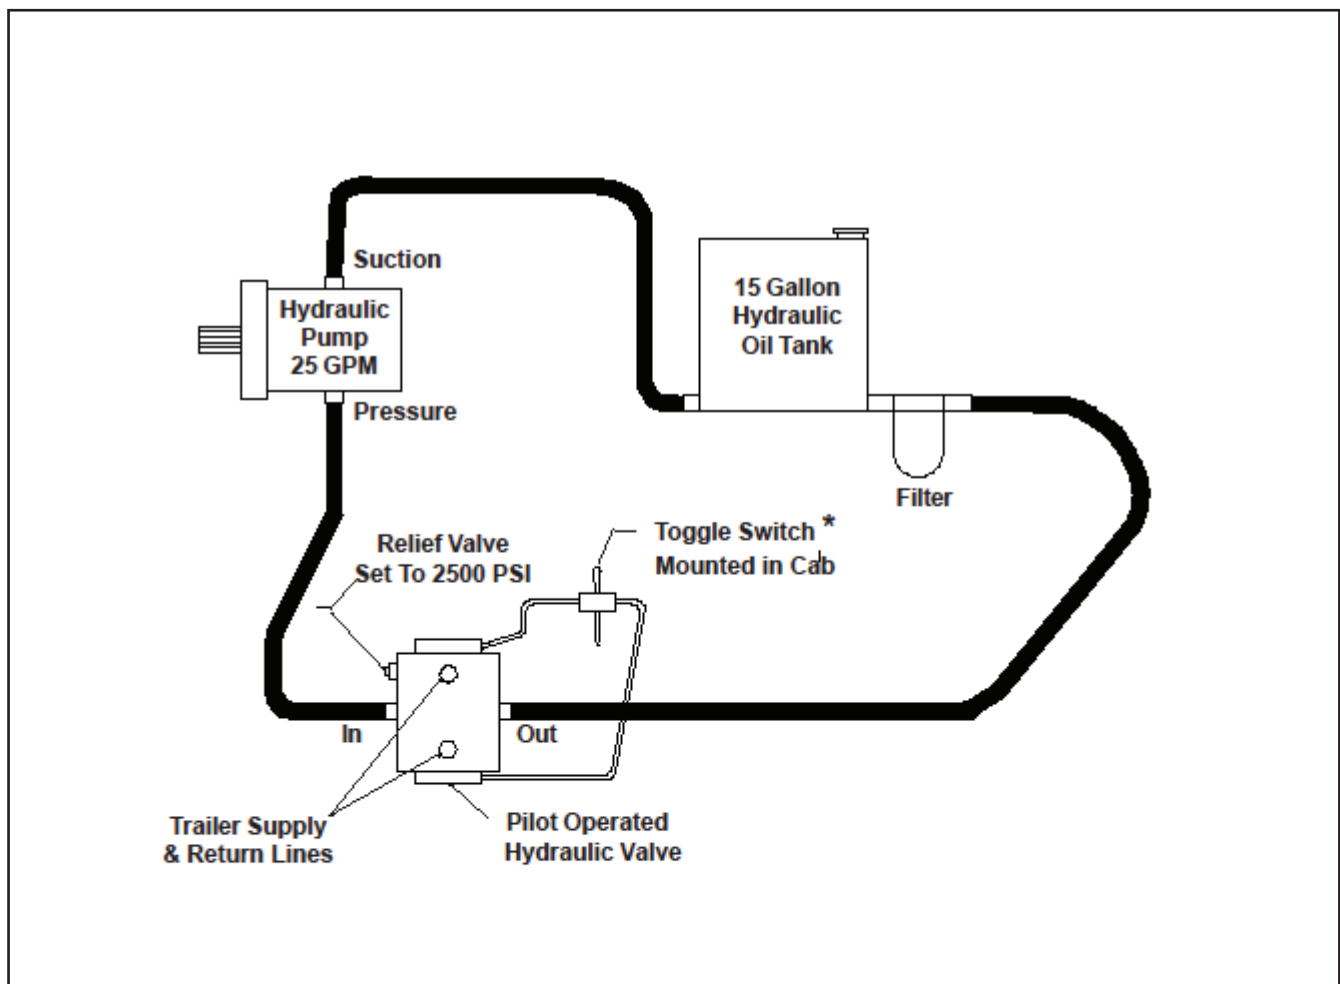 Suction
Hydraulic
Pump
25 GPM
Pressure
15 Gallon
Hydraulic
Oil Tank
Filter
Toggle Switch *
Mounted in Cab
Relief Valve
Set To 2500 PSI
In
Out
Trailer Supply
& Return Lines
Pilot Operated
Hydraulic Valve